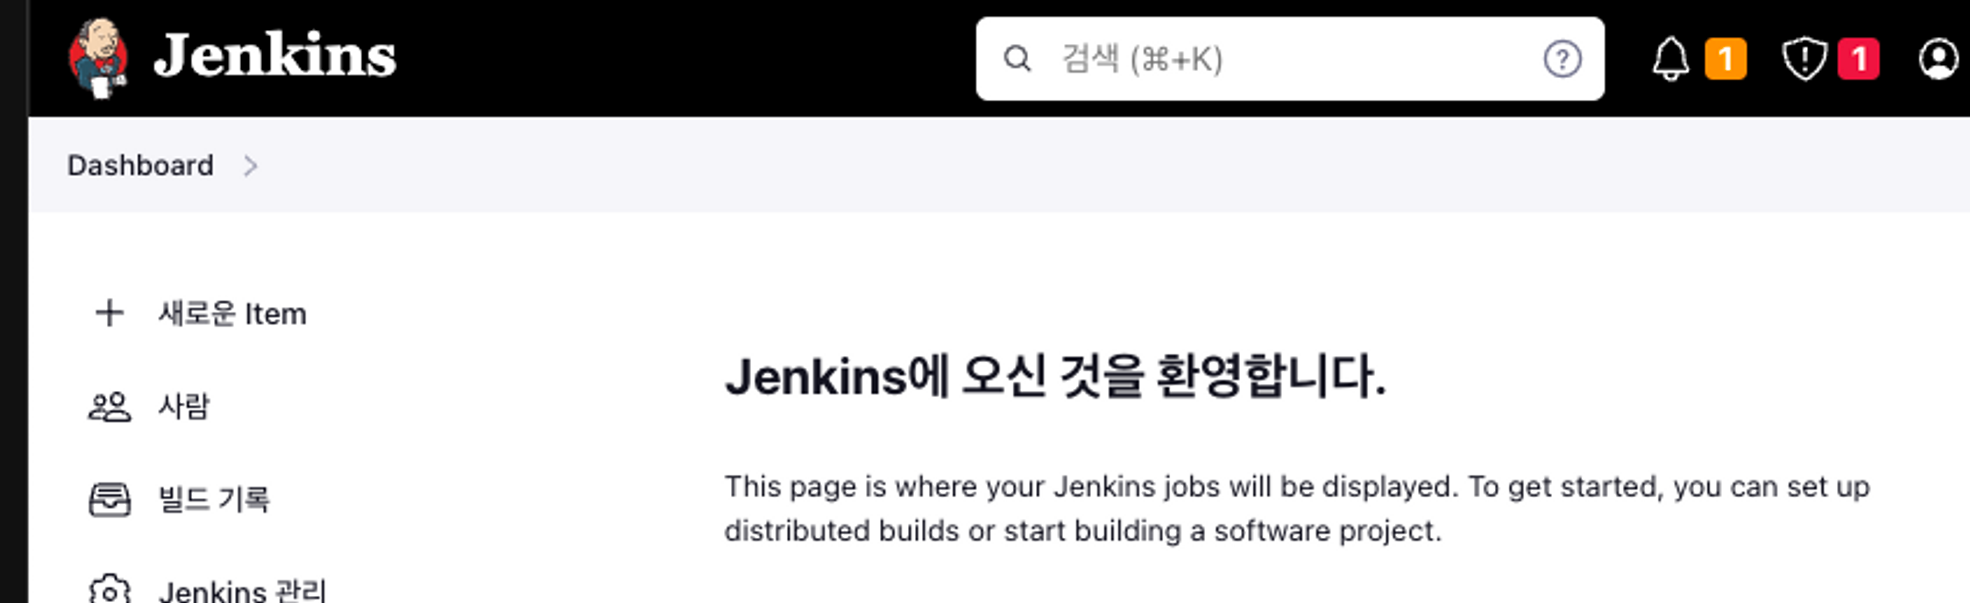 Jenkins
검색 (⌘+K)
1
1
Dashboard
새로운 Item
사람
빌드 기록
Jenkins 관리
Jenkins에 오신 것을 환영합니다.
This page is where your Jenkins jobs will be displayed. To get started, you can set up
distributed builds or start building a software project.